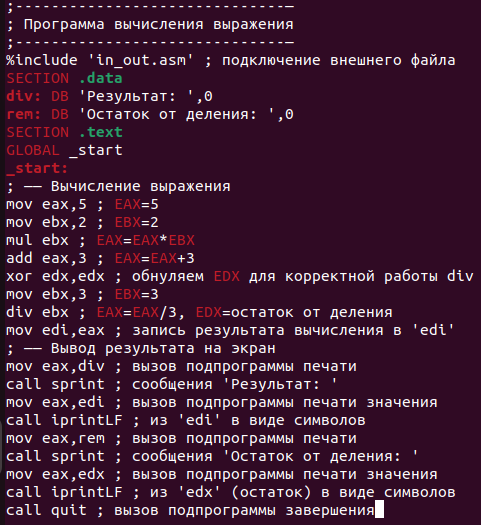 ;------------------------------—
; Программа вычисления выражения
;------------------------------—
%include 'in_out.asm' ; подключение внешнего файла
SECTION .data
div: DB 'Результат: ',0
rem: DB 'Остаток от деления: ',0
SECTION .text
GLOBAL _start
_start:
; —— Вычисление выражения
mov eax,5 ; EAX=5
mov ebx,2 ; EBX=2
mul ebx ; EAX=EAX*EBX
add eax,3 ; EAX=EAX+3
xor edx,edx ; обнуляем EDX для корректной работы div
mov ebx,3 ; EBX=3
div ebx ; EAX=EAX/3, EDX=остаток от деления
mov edi,eax ; запись результата вычисления в 'edi'
; —— Вывод результата на экран
mov eax,div ; вызов подпрограммы печати
call sprint ; сообщения 'Результат: '
mov eax,edi ; вызов подпрограммы печати значения
call iprintLF ; из 'edi' в виде символов
mov eax,rem ; вызов подпрограммы печати
call sprint ; сообщения 'Остаток от деления: '
mov eax,edx ; вызов подпрограммы печати значения
call iprintLF ; из 'edx' (остаток) в виде символов
call quit ; вызов подпрограммы завершения